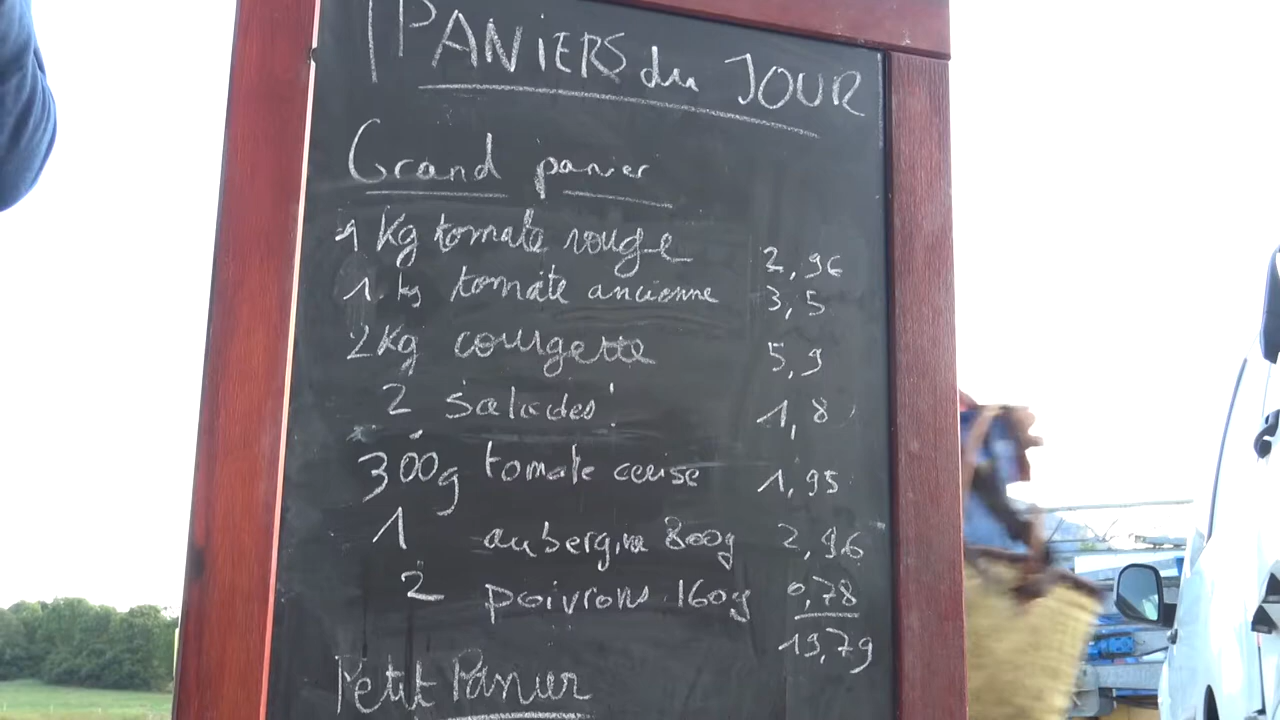 PANIERS du JOUR
Grand panier
1 Kg tomate rouge 2,96
1 kg tomate ancienne 3,5
2 Kg courgette 5,9
2 salades 1,8
300g tomate cerise 1,95
1 aubergine 800g 2,96
2 poivrons 160g 0,78
19,79
Petit Panier